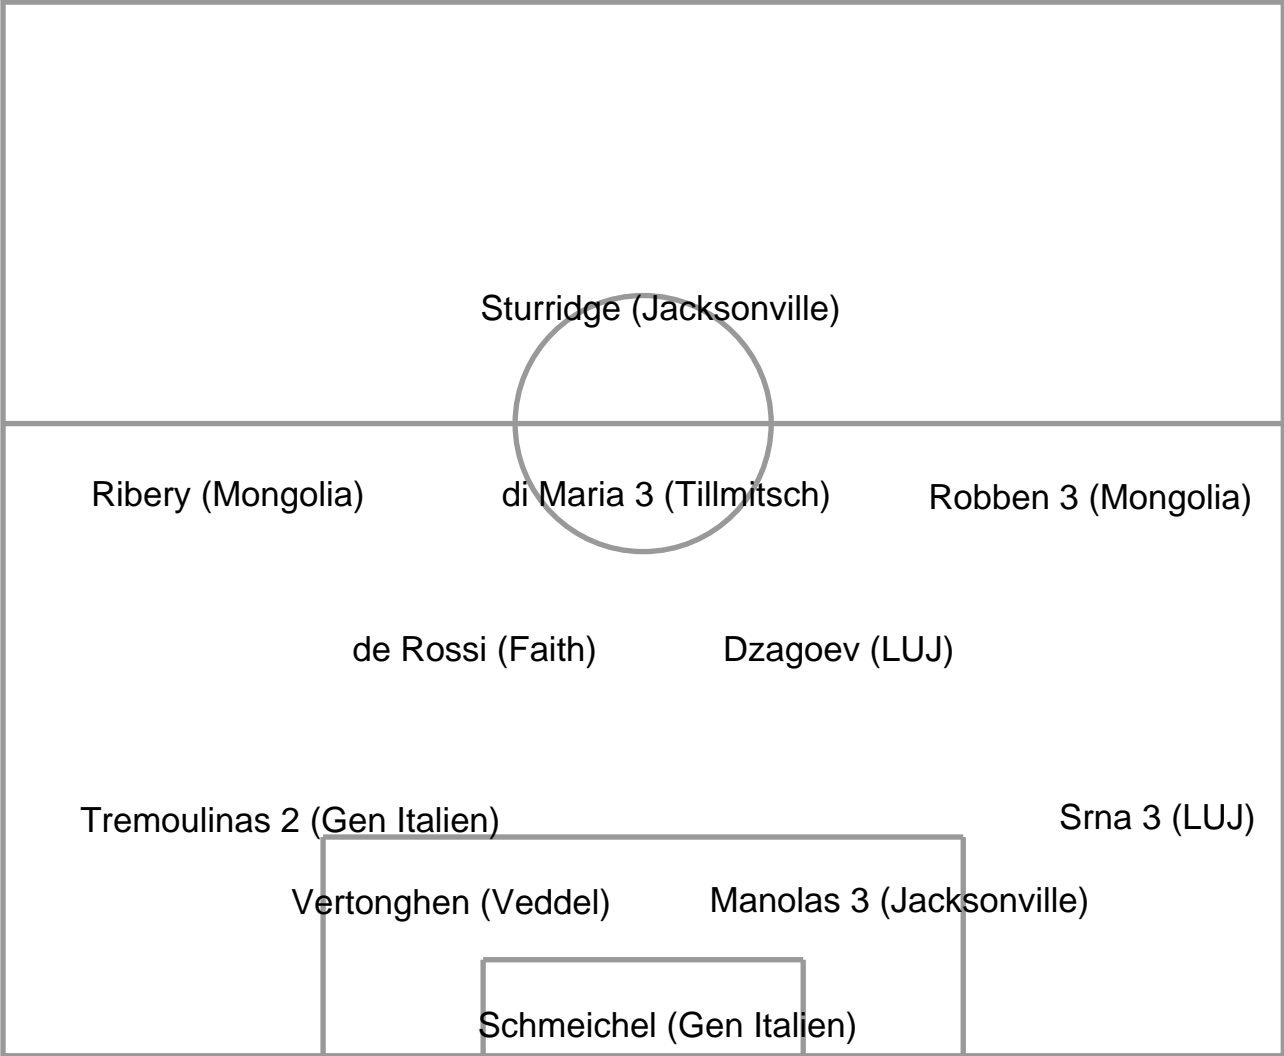 Sturridge (Jacksonville)
Ribery (Mongolia)
di Maria 3 (Tillmitsch)
Robben 3 (Mongolia)
de Rossi (Faith)
Dzagoev (LUJ)
Tremoulinas 2 (Gen Italien)
Srna 3 (LUJ)
Vertonghen (Veddel)
Manolas 3 (Jacksonville)
Schmeichel (Gen Italien)